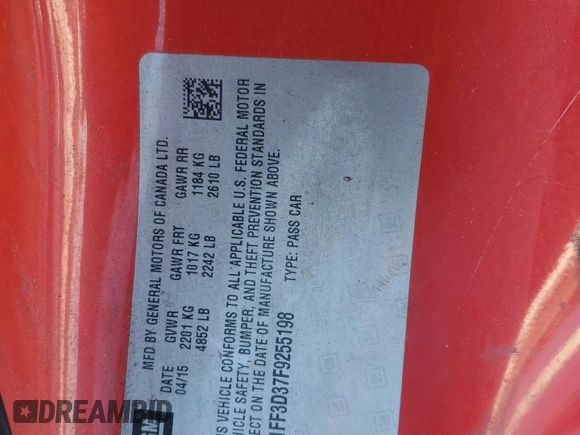 MFD BY GENERAL MOTORS OF CANADA LTD.
DATE GVWR GAWR FRT GAWR RR
04/15 2201 KG 1017 KG 1184 KG
4852 LB 2242 LB 2610 LB
VEHICLE CONFORMS TO ALL APPLICABLE U.S. FEDERAL MOTOR
VEHICLE SAFETY, BUMPER, AND THEFT PREVENTION STANDARDS IN
ON THE DATE OF MANUFACTURE SHOWN ABOVE.
1FF3D37F9255198 TYPE: PASS CAR
GM
DREAMBID